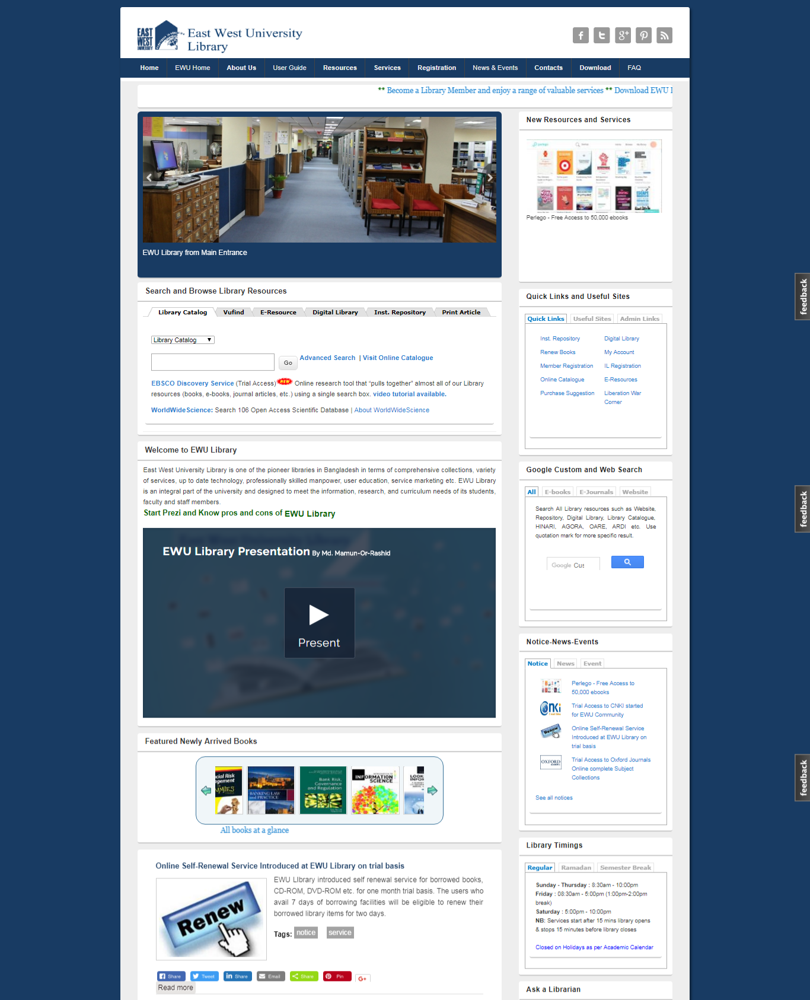 EAST
WEST
UNIVERSITY
East West University
Library
Home EWU Home About Us User Guide Resources Services Registration News & Events Contacts Download FAQ
** Become a Library Member and enjoy a range of valuable services ** Download EWU
EWU Library from Main Entrance
New Resources and Services
perlego
Perlego - Free Access to 50,000 ebooks
feedback
Search and Browse Library Resources
Library Catalog Vufind E-Resource Digital Library Inst. Repository Print Article
Library Catalog
Go Advanced Search | Visit Online Catalogue
EBSCO Discovery Service (Trial Access) NEW Online research tool that “pulls together” almost all of our Library
resources (books, e-books, journal articles, etc.) using a single search box. video tutorial available.
WorldWideScience: Search 106 Open Access Scientific Database | About WorldWideScience
Quick Links and Useful Sites
Quick Links Useful Sites Admin Links
Inst. Repository Digital Library
Renew Books My Account
Member Registration IL Registration
Online Catalogue E-Resources
Purchase Suggestion Liberation War
Corner
Welcome to EWU Library
East West University Library is one of the pioneer libraries in Bangladesh in terms of comprehensive collections, variety
of services, up to date technology, professionally skilled manpower, user education, service marketing etc. EWU Library
is an integral part of the university and designed to meet the information, research, and curriculum needs of its students,
faculty and staff members.
Start Prezi and Know pros and cons of EWU Library
EWU Library Presentation By Md. Mamun-Or-Rashid
Present
Google Custom and Web Search
All E-books E-Journals Website
Search All Library resources such as Website,
Repository, Digital Library, Library Catalogue,
HINARI, AGORA, OARE, ARDI etc. Use
quotation mark for more specific result.
Google Cus
feedback
Notice-News-Events
Notice News Event
Perlego - Free Access to
50,000 ebooks
Trial Access to CNKI started
for EWU Community
Renew
Online Self-Renewal Service
Introduced at EWU Library on
trial basis
OXFORD
Trial Access to Oxford Journals
Online complete Subject
Collections
See all notices
feedback
Featured Newly Arrived Books
BANKING LAW
and PRACTICE
Bank Risk,
Governance
and Regulation
INFORMATION
SCIENCE
All books at a glance
Online Self-Renewal Service Introduced at EWU Library on trial basis
Renew
EWU LIbrary introduced self renewal service for borrowed books,
CD-ROM, DVD-ROM etc. for one month trial basis. The users who
avail 7 days of borrowing facilities will be eligible to renew their
borrowed library items for two days.
Tags: notice service
Share Tweet Share Email Share Pin G+
Read more
Library Timings
Regular Ramadan Semester Break
Sunday - Thursday : 8:30am - 10:00pm
Friday : 08:30am - 5:00pm (1:00pm-2:00pm
break)
Saturday : 5:00pm - 10:00pm
NB: Services start after 15 mins library opens
& stops 15 minutes before library closes
Closed on Holidays as per Academic Calendar
Ask a Librarian